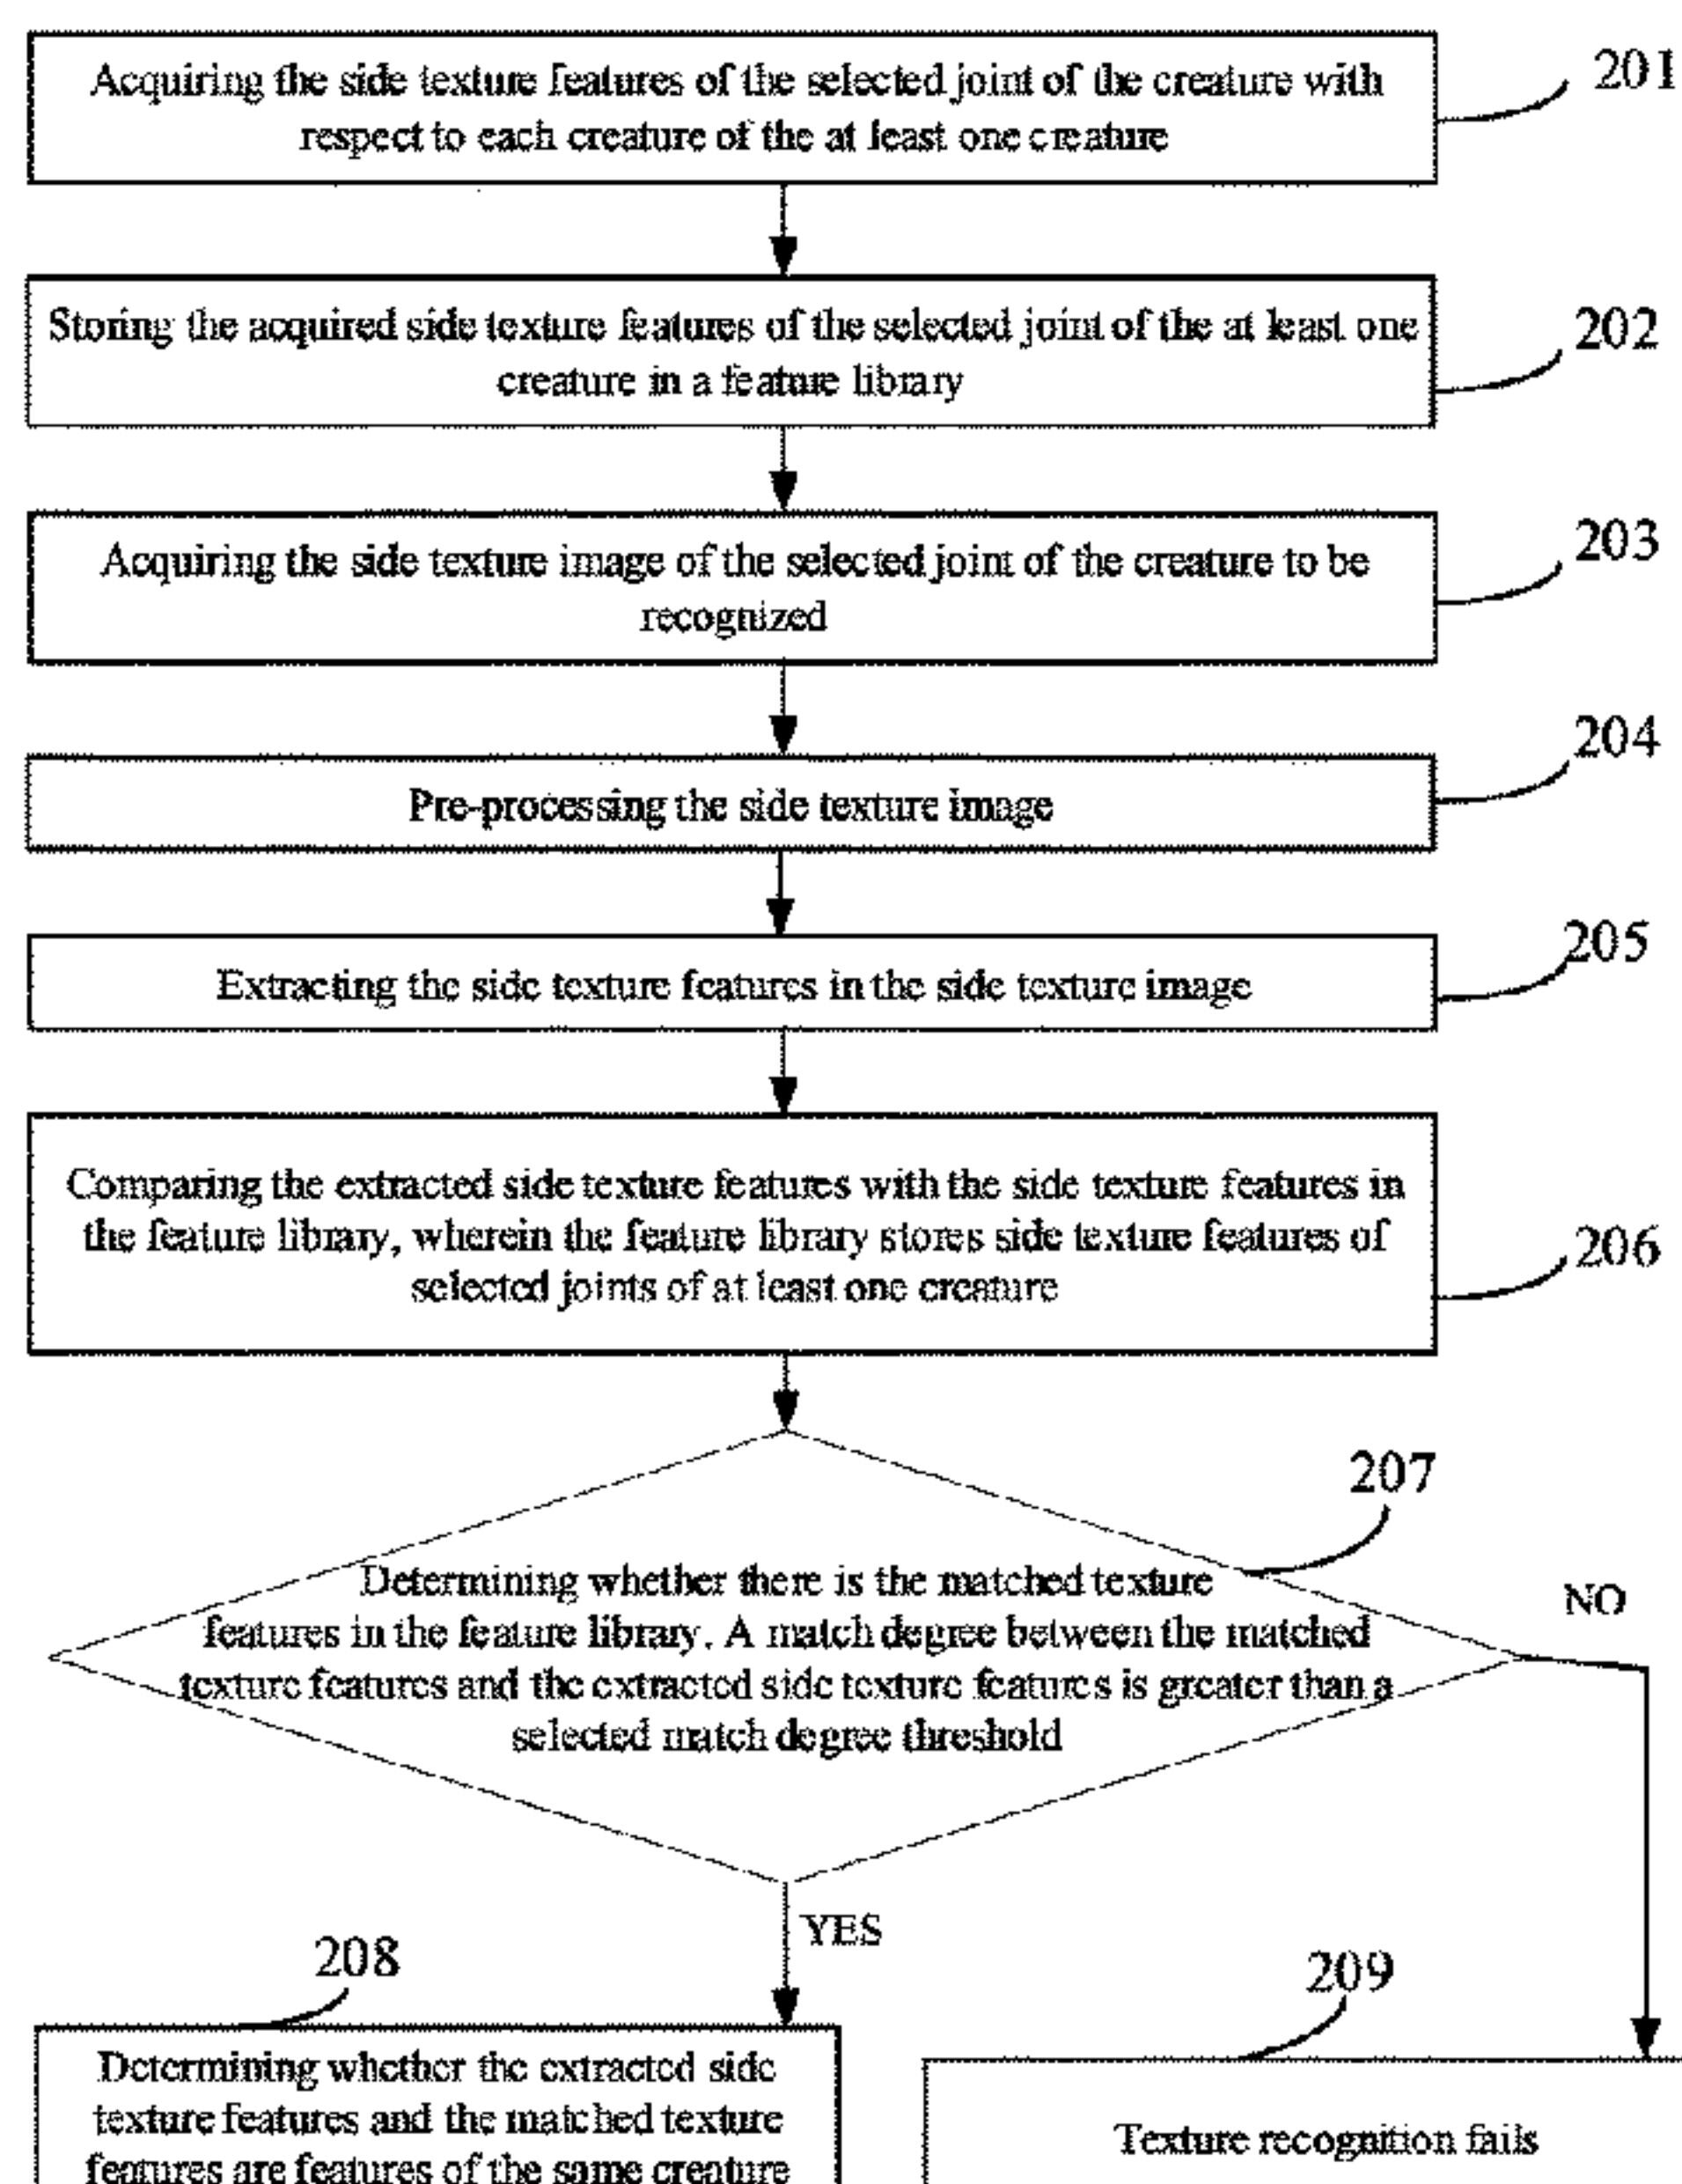 Acquiring the side texture features of the selected joint of the creature with
respect to each creature of the at least one creature
201
Storing the acquired side texture features of the selected joint of the at least one
creature in a feature library
202
Acquiring the side texture image of the selected joint of the creature to be
recognized
203
Pre-processing the side texture image
204
Extracting the side texture features in the side texture image
205
Comparing the extracted side texture features with the side texture features in
the feature library, wherein the feature library stores side texture features of
selected joints of at least one creature
206
207
Determining whether there is the matched texture
features in the feature library. A match degree between the matched
texture features and the extracted side texture features is greater than a
selected match degree threshold
NO
YES
208
Determining whether the extracted side
texture features and the matched texture
features are features of the same creature
209
Texture recognition fails